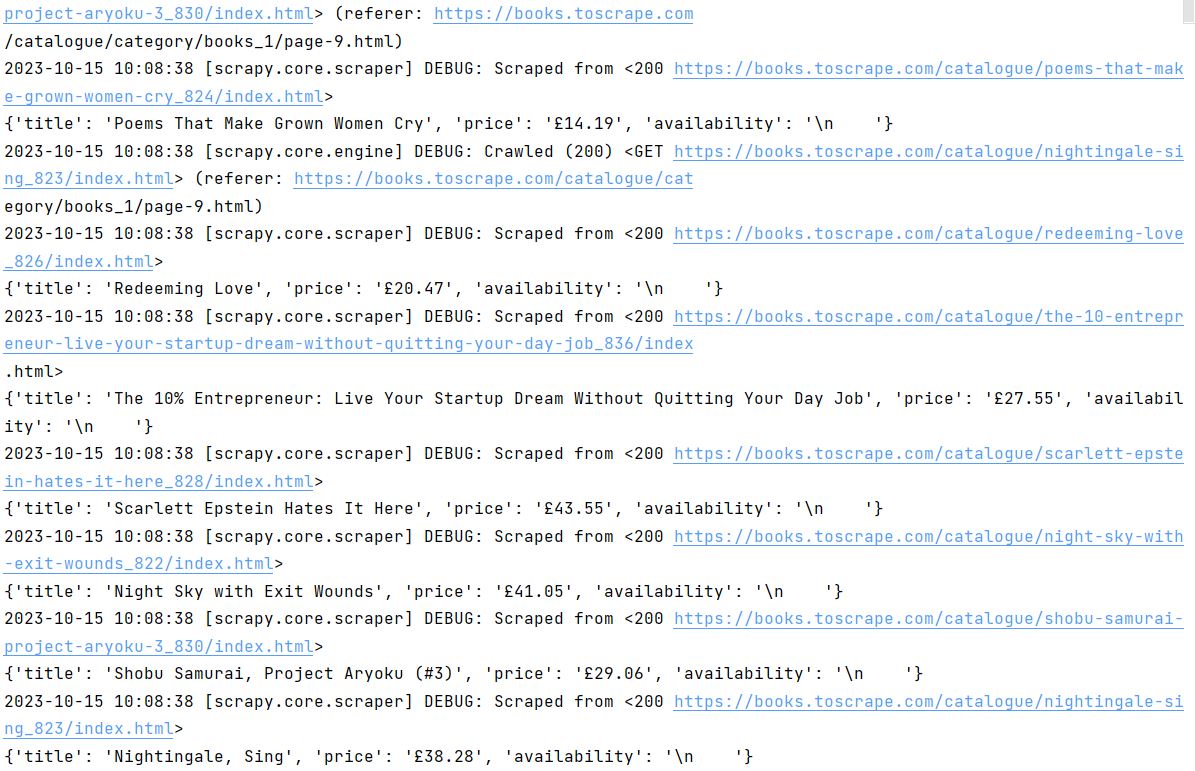 project-aryoku-3_830/index.html> (referer: https://books.toscrape.com
/catalogue/category/books_1/page-9.html)
2023-10-15 10:08:38 [scrapy.core.scraper] DEBUG: Scraped from <200 https://books.toscrape.com/catalogue/poems-that-mak
e-grown-women-cry_824/index.html>
{'title': 'Poems That Make Grown Women Cry', 'price': '£14.19', 'availability': '\n    '}
2023-10-15 10:08:38 [scrapy.core.engine] DEBUG: Crawled (200) <GET https://books.toscrape.com/catalogue/nightingale-si
ng_823/index.html> (referer: https://books.toscrape.com/catalogue/cat
egory/books_1/page-9.html)
2023-10-15 10:08:38 [scrapy.core.scraper] DEBUG: Scraped from <200 https://books.toscrape.com/catalogue/redeeming-love
_826/index.html>
{'title': 'Redeeming Love', 'price': '£20.47', 'availability': '\n    '}
2023-10-15 10:08:38 [scrapy.core.scraper] DEBUG: Scraped from <200 https://books.toscrape.com/catalogue/the-10-entrepr
eneur-live-your-startup-dream-without-quitting-your-day-job_836/index
.html>
{'title': 'The 10% Entrepreneur: Live Your Startup Dream Without Quitting Your Day Job', 'price': '£27.55', 'availabil
ity': '\n    '}
2023-10-15 10:08:38 [scrapy.core.scraper] DEBUG: Scraped from <200 https://books.toscrape.com/catalogue/scarlett-epste
in-hates-it-here_828/index.html>
{'title': 'Scarlett Epstein Hates It Here', 'price': '£43.55', 'availability': '\n    '}
2023-10-15 10:08:38 [scrapy.core.scraper] DEBUG: Scraped from <200 https://books.toscrape.com/catalogue/night-sky-with
-exit-wounds_822/index.html>
{'title': 'Night Sky with Exit Wounds', 'price': '£41.05', 'availability': '\n    '}
2023-10-15 10:08:38 [scrapy.core.scraper] DEBUG: Scraped from <200 https://books.toscrape.com/catalogue/shobu-samurai-
project-aryoku-3_830/index.html>
{'title': 'Shobu Samurai, Project Aryoku (#3)', 'price': '£29.06', 'availability': '\n    '}
2023-10-15 10:08:38 [scrapy.core.scraper] DEBUG: Scraped from <200 https://books.toscrape.com/catalogue/nightingale-si
ng_823/index.html>
{'title': 'Nightingale, Sing', 'price': '£38.28', 'availability': '\n    '}